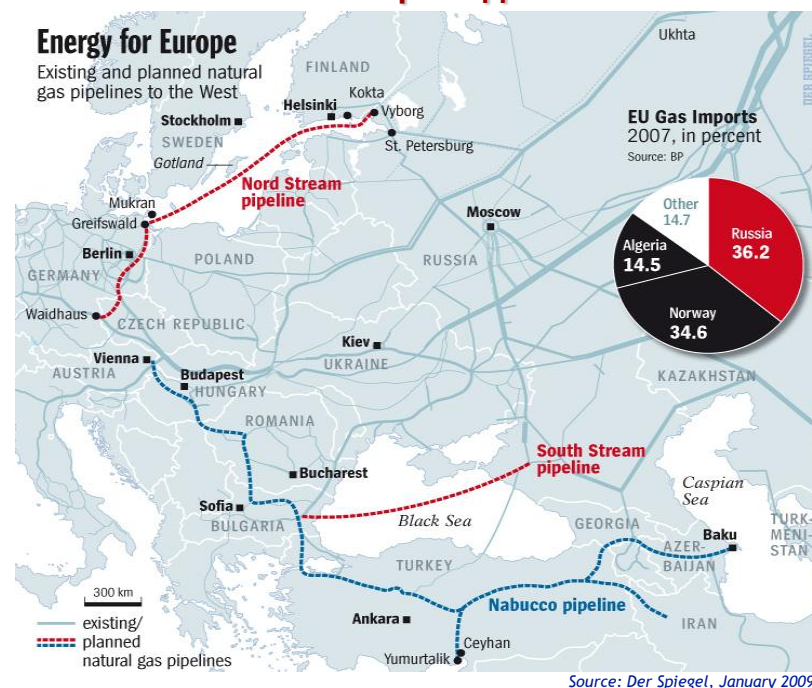 Energy for Europe
Existing and planned natural
gas pipelines to the West
Ukhta
DER SPIEGEL
FINLAND
Kokta
Helsinki
Vyborg
Stockholm
SWEDEN
St. Petersburg
Gotland
EU Gas Imports
2007, in percent
Source: BP
Nord Stream
pipeline
Mukran
Greifswald
Moscow
Other
14.7
Russia
36.2
Algeria
14.5
Norway
34.6
Berlin
POLAND
RUSSIA
GERMANY
Waidhaus
CZECH REPUBLIC
Kiev
UKRAINE
Vienna
AUSTRIA
Budapest
HUNGARY
KAZAKHSTAN
ROMANIA
South Stream
pipeline
Bucharest
Caspian
Sea
Sofia
BULGARIA
Black Sea
GEORGIA
Baku
AZER-
BAIJAN
TURK-
MENI-
STAN
TURKEY
300 km
Nabucco pipeline
Ankara
IRAN
existing/
planned
natural gas pipelines
Ceyhan
Yumurtalik
Source: Der Spiegel, January 2009